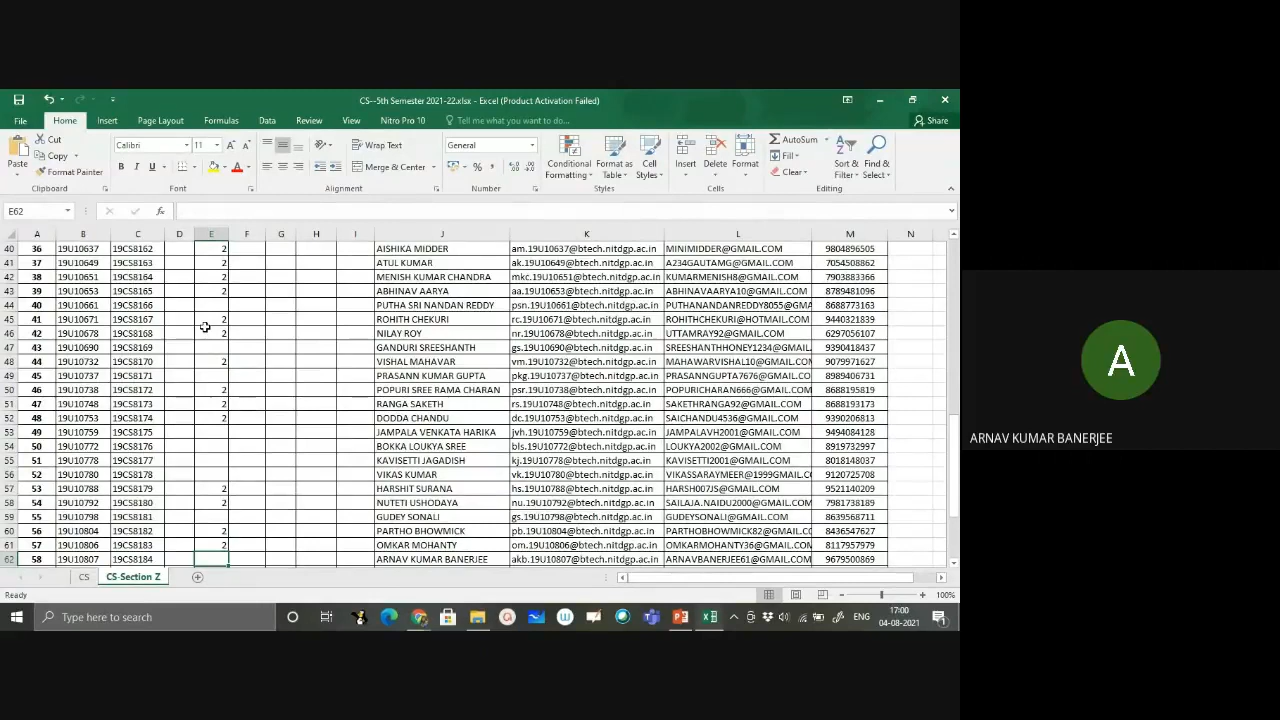 CS--5th Semester 2021-22.xlsx - Excel (Product Activation Failed)
File Home Insert Page Layout Formulas Data Review View Nitro Pro 10 Tell me what you want to do... Share
Paste Cut Copy Format Painter Clipboard
Calibri 11 B I U Font
Wrap Text Merge & Center Alignment
General % Number
Conditional Formatting Format as Table Cell Styles Styles
Insert Delete Format Cells
AutoSum Fill Clear Sort & Filter Find & Select Editing
E62 fx
A B C D E F G H I J K L M N
40 36 19U10637 19CS8162 2 AISHIKA MIDDER am.19U10637@btech.nitdgp.ac.in MINIMIDDER@GMAIL.COM 9804896505
41 37 19U10649 19CS8163 2 ATUL KUMAR ak.19U10649@btech.nitdgp.ac.in A234GAUTAMG@GMAIL.COM 7054508862
42 38 19U10651 19CS8164 2 MENISH KUMAR CHANDRA mkc.19U10651@btech.nitdgp.ac.in KUMARMENISH8@GMAIL.COM 7903883366
43 39 19U10653 19CS8165 2 ABHINAV AARYA aa.19U10653@btech.nitdgp.ac.in ABHINAVAARYA10@GMAIL.COM 8789481096
44 40 19U10661 19CS8166 PUTHA SRI NANDAN REDDY psn.19U10661@btech.nitdgp.ac.in PUTHANANDANREDDY8055@GMA 8688773163
45 41 19U10671 19CS8167 2 ROHITH CHEKURI rc.19U10671@btech.nitdgp.ac.in ROHITHCHEKURI@HOTMAIL.COM 9440321839
46 42 19U10678 19CS8168 2 NILAY ROY nr.19U10678@btech.nitdgp.ac.in UTTAMRAY92@GMAIL.COM 6297056107
47 43 19U10690 19CS8169 GANDURI SREESHANTH gs.19U10690@btech.nitdgp.ac.in SREESHANTHHONEY1234@GMAIL. 9390418437
48 44 19U10732 19CS8170 2 VISHAL MAHAVAR vm.19U10732@btech.nitdgp.ac.in MAHAWARVISHAL10@GMAIL.COM 9079971627
49 45 19U10737 19CS8171 PRASANN KUMAR GUPTA pkg.19U10737@btech.nitdgp.ac.in PRASANNGUPTA7676@GMAIL.COM 8989406731
50 46 19U10738 19CS8172 2 POPURI SREE RAMA CHARAN psr.19U10738@btech.nitdgp.ac.in POPURICHARAN666@GMAIL.COM 8688195819
51 47 19U10748 19CS8173 2 RANGA SAKETH rs.19U10748@btech.nitdgp.ac.in SAKETHRANGA92@GMAIL.COM 8688193173
52 48 19U10753 19CS8174 2 DODDA CHANDU dc.19U10753@btech.nitdgp.ac.in SAICHANDU4536@GMAIL.COM 9390206813
53 49 19U10759 19CS8175 JAMPALA VENKATA HARIKA jvh.19U10759@btech.nitdgp.ac.in JAMPALAVH2001@GMAIL.COM 9494084128
54 50 19U10772 19CS8176 BOKKA LOUKYA SREE bls.19U10772@btech.nitdgp.ac.in LOUKYA2002@GMAIL.COM 8919732997
55 51 19U10778 19CS8177 KAVISETTI JAGADISH kj.19U10778@btech.nitdgp.ac.in KAVISETTI2001@GMAIL.COM 8018148037
56 52 19U10780 19CS8178 VIKAS KUMAR vk.19U10780@btech.nitdgp.ac.in VIKASSARAYMEER@1999GMAIL.C 9120725708
57 53 19U10788 19CS8179 2 HARSHIT SURANA hs.19U10788@btech.nitdgp.ac.in HARSH007JS@GMAIL.COM 9521140209
58 54 19U10792 19CS8180 2 NUTETI USHODAYA nu.19U10792@btech.nitdgp.ac.in SAILAJA.NAIDU2000@GMAIL.COM 7981738189
59 55 19U10798 19CS8181 GUDEY SONALI gs.19U10798@btech.nitdgp.ac.in GUDEYSONALI@GMAIL.COM 8639568711
60 56 19U10804 19CS8182 2 PARTHO BHOWMICK pb.19U10804@btech.nitdgp.ac.in PARTHOBHOWMICK82@GMAIL.COM 8436547627
61 57 19U10806 19CS8183 2 OMKAR MOHANTY om.19U10806@btech.nitdgp.ac.in OMKARMOHANTY36@GMAIL.COM 8117957979
62 58 19U10807 19CS8184 ARNAV KUMAR BANERJEE akb.19U10807@btech.nitdgp.ac.in ARNAVBANERJEE61@GMAIL.COM 9679500869
CS CS-Section Z
Ready 100%
Type here to search ENG 17:00
04-08-2021
A
ARNAV KUMAR BANERJEE